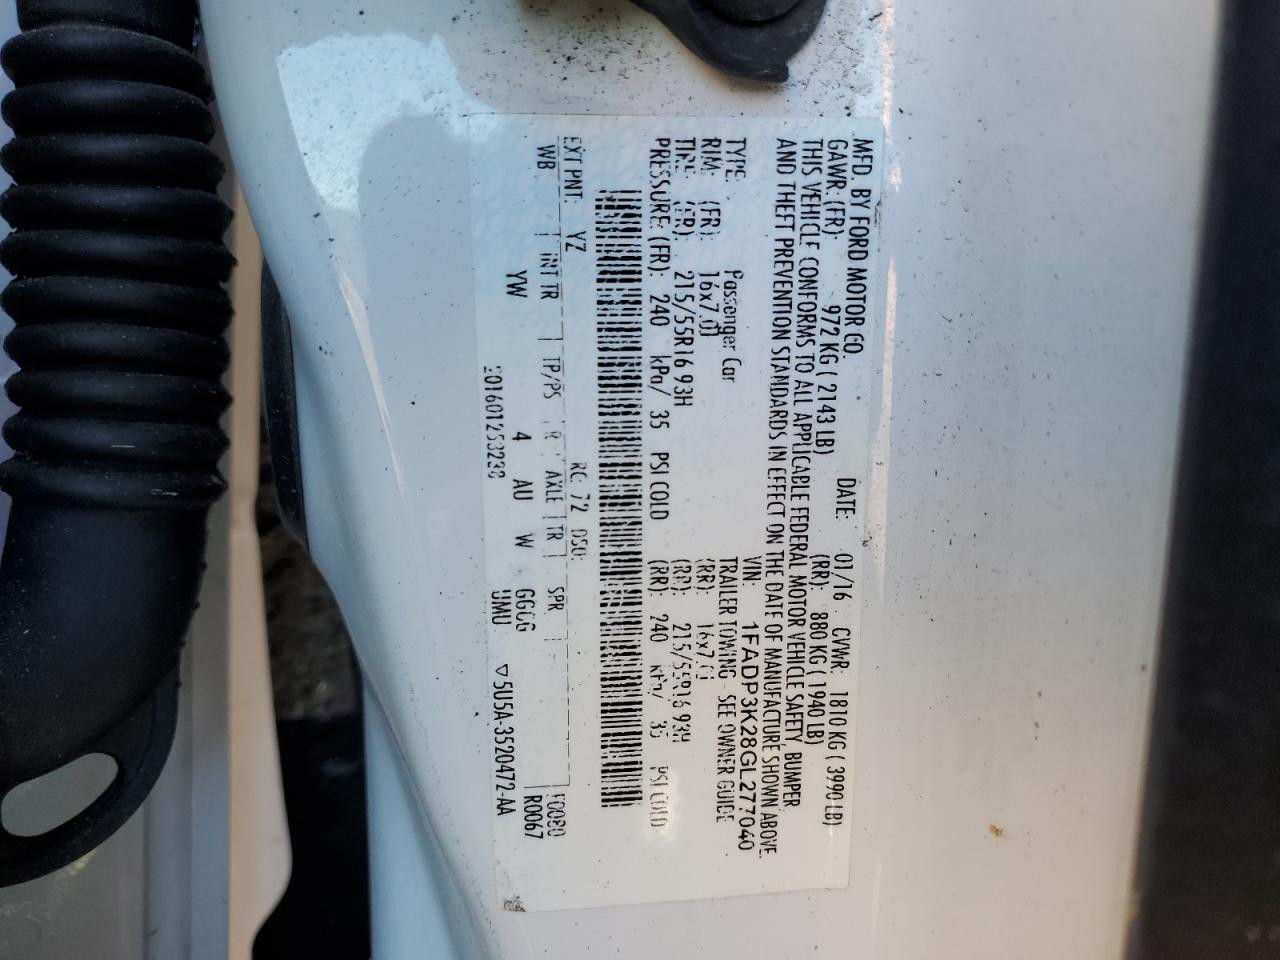 MFD. BY FORD MOTOR CO.
DATE: 01/16 CVWR: 1810 KG ( 3990 LB)
GAWR: (FR): 972 KG ( 2143 LB) (RR): 880 KG ( 1940 LB)
THIS VEHICLE CONFORMS TO ALL APPLICABLE FEDERAL MOTOR VEHICLE SAFETY, BUMPER,
AND THEFT PREVENTION STANDARDS IN EFFECT ON THE DATE OF MANUFACTURE SHOWN ABOVE.
VIN: 1FADP3K28GL277040
TYPE: Passenger Car TRAILER TOWING - SEE OWNER GUIDE
RIM: (FR): 16x7.0J (RR): 16x7.0J
TIRE: (FR): 215/55R16 93H (RR): 215/55R16 93H
PRESSURE: (FR): 240 kPa/ 35 PSI COLD (RR): 240 kPa/ 35 PSI COLD
EXT PNT: YZ RC: 72 DSO:
WB INT TR TP/PS R AXLE TR SPR
YW 4 AU W GGCG
UMU
R0067
▽5U5A-3520472-AA